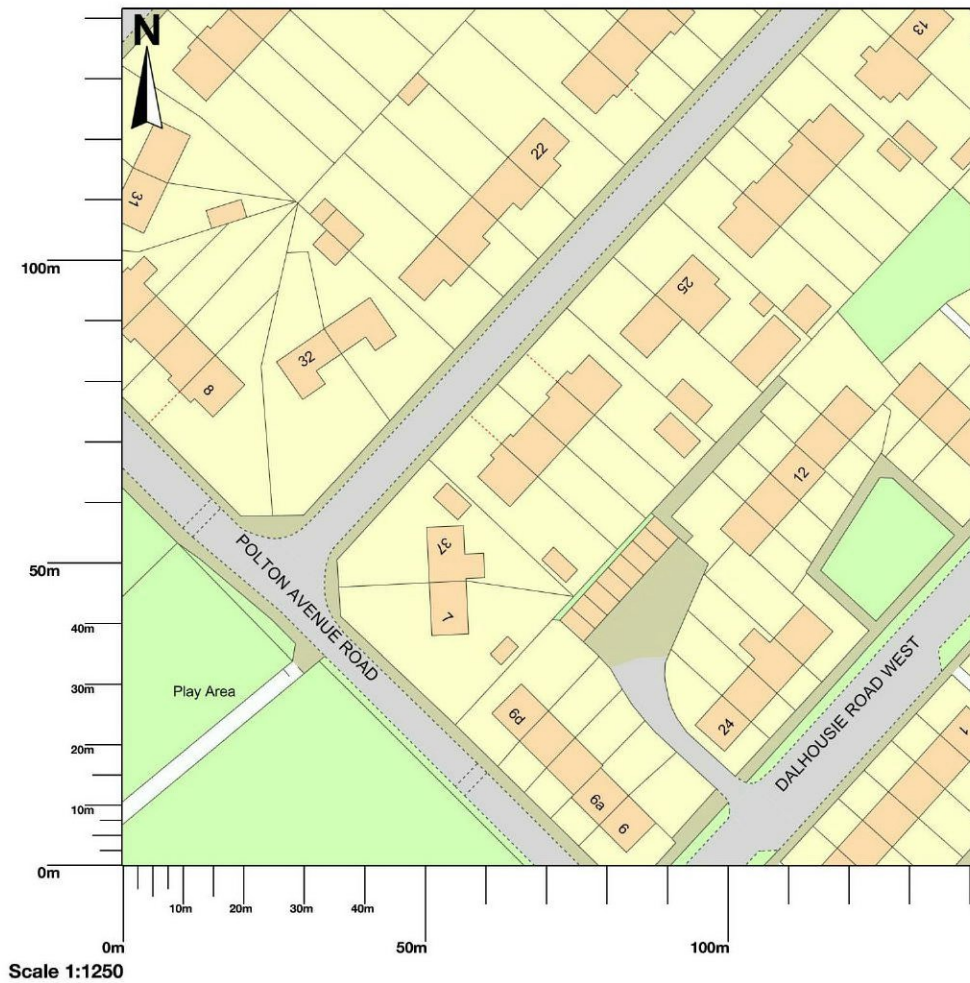 N
13
22
31
100m
25
32
8
12
50m
37
POLTON AVENUE ROAD
7
40m
DALHOUSIE ROAD WEST
30m
Play Area
6d
24
1
20m
6a
10m
6
0m
10m
20m
30m
40m
0m
50m
100m
Scale 1:1250